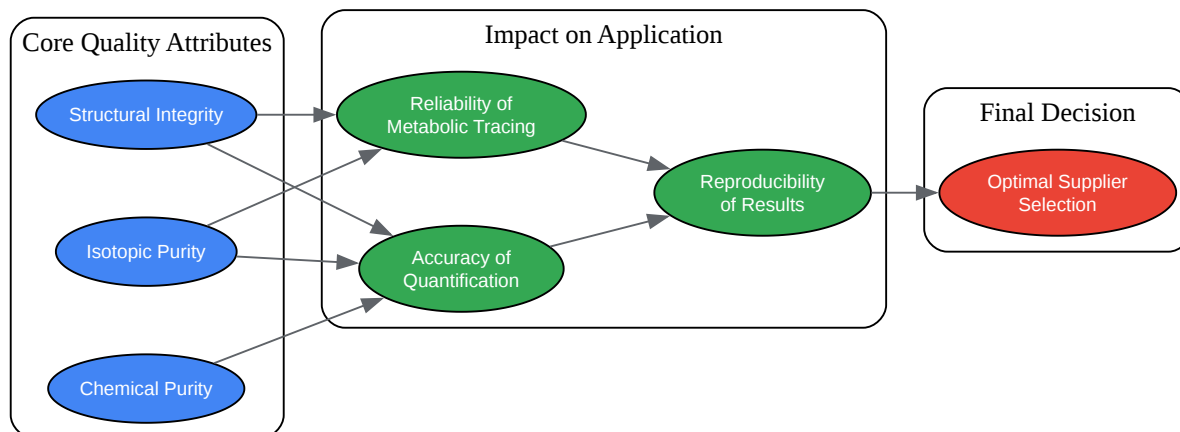 Core Quality Attributes
Structural Integrity
Isotopic Purity
Chemical Purity
Impact on Application
Reliability of
Metabolic Tracing
Accuracy of
Quantification
Reproducibility
of Results
Final Decision
Optimal Supplier
Selection